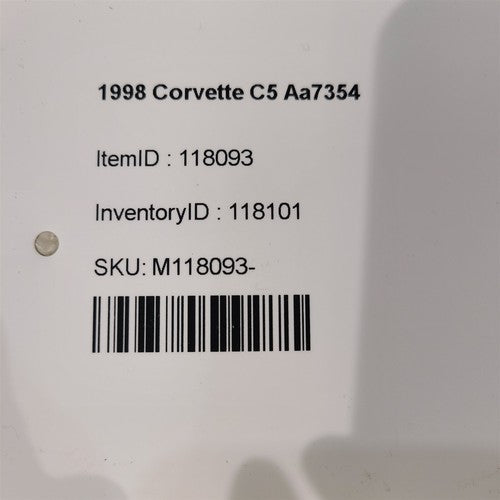 1998 Corvette C5 Aa7354
ItemID : 118093
InventoryID : 118101
SKU: M118093-